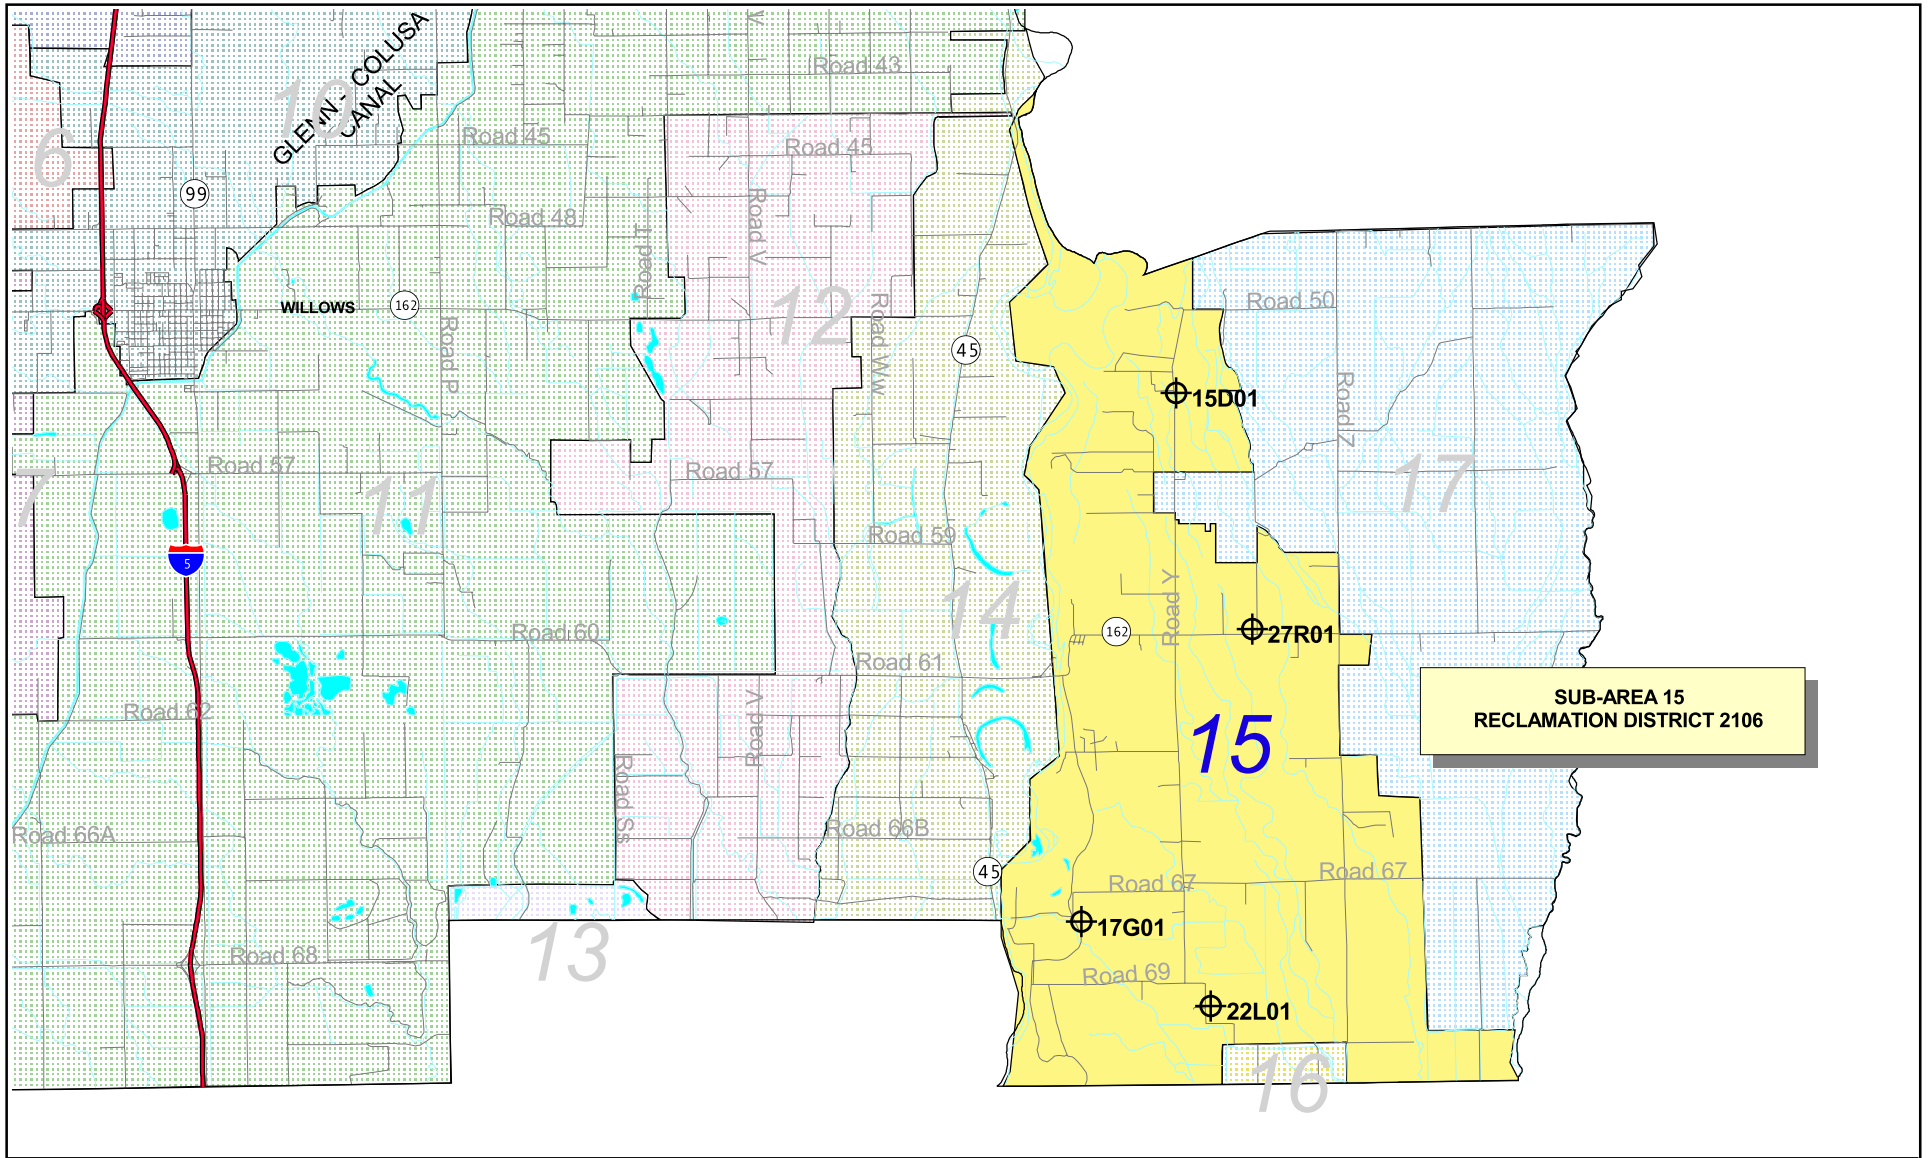 GLENN - COLUSA
CANAL
10
6
99
Road 43
Road 45
Road 45
Road 48
Road T
Road V
12
Road Ww
WILLOWS
162
Road P
45
Road 50
Road Z
15D01
17
7
Road 57
11
Road 57
Road 59
5
14
Road 60
Road 61
162
Road Y
27R01
SUB-AREA 15
RECLAMATION DISTRICT 2106
15
Road 62
Road V
Road Ss
Road 66A
Road 66B
45
Road 67
Road 67
17G01
13
Road 68
Road 69
22L01
16